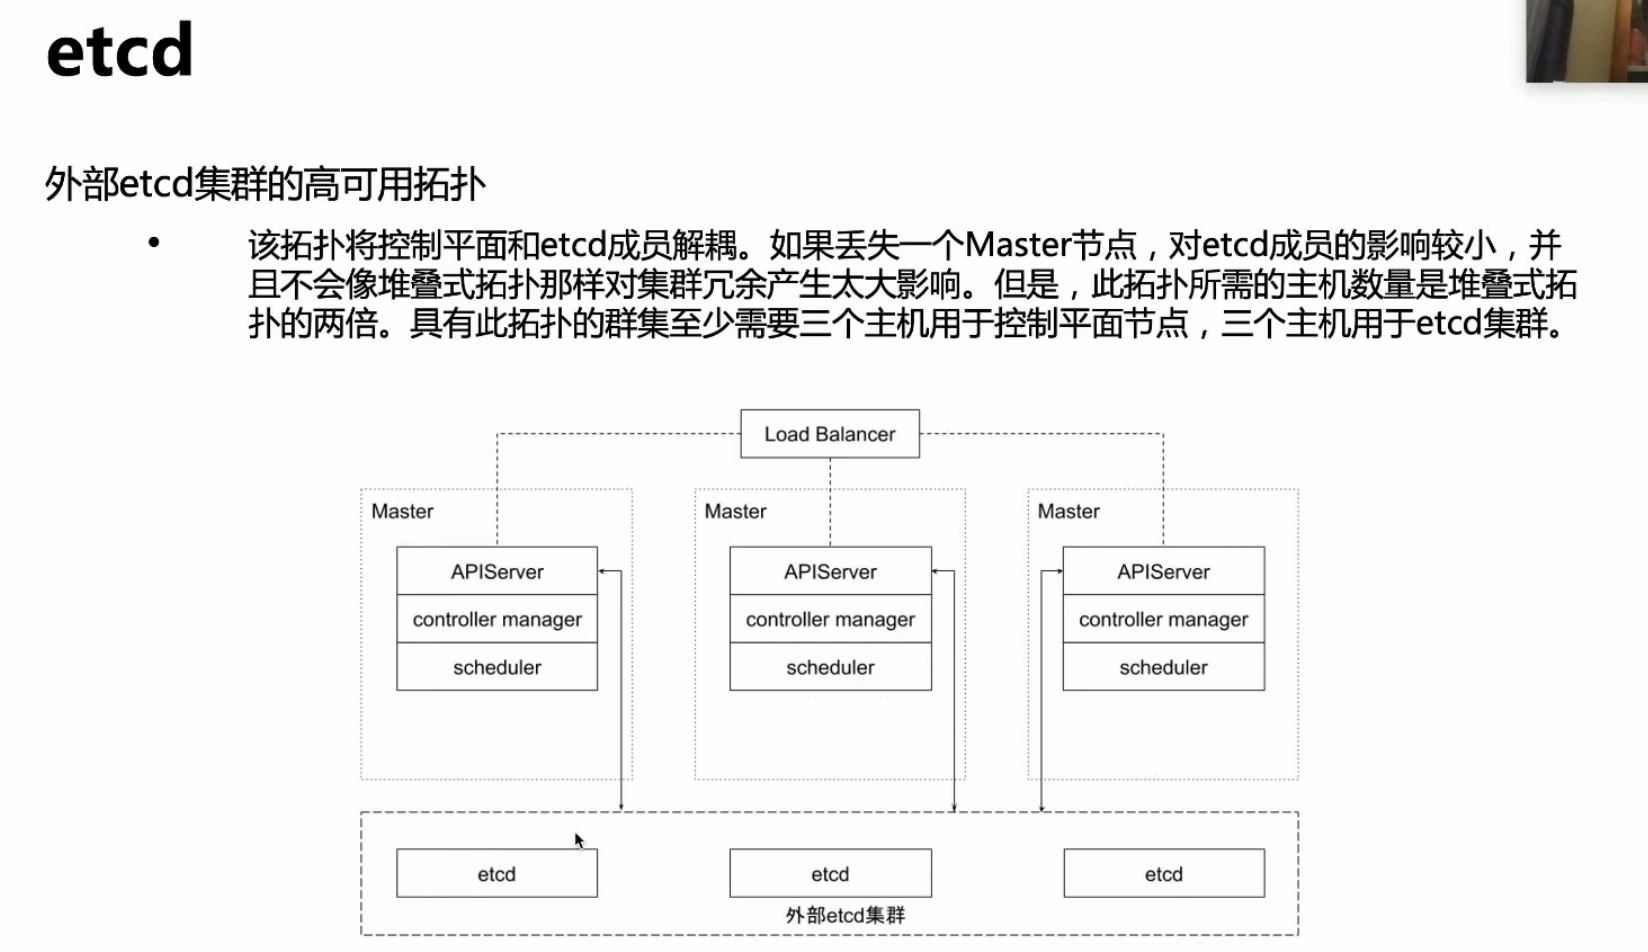 etcd
外部etcd集群的高可用拓扑
• 该拓扑将控制平面和etcd成员解耦。如果丢失一个Master节点，对etcd成员的影响较小，并
且不会像堆叠式拓扑那样对集群冗余产生太大影响。但是，此拓扑所需的主机数量是堆叠式拓
扑的两倍。具有此拓扑的群集至少需要三个主机用于控制平面节点，三个主机用于etcd集群。
Load Balancer
Master Master Master
APIServer APIServer APIServer
controller manager controller manager controller manager
scheduler scheduler scheduler
etcd etcd etcd
外部etcd集群